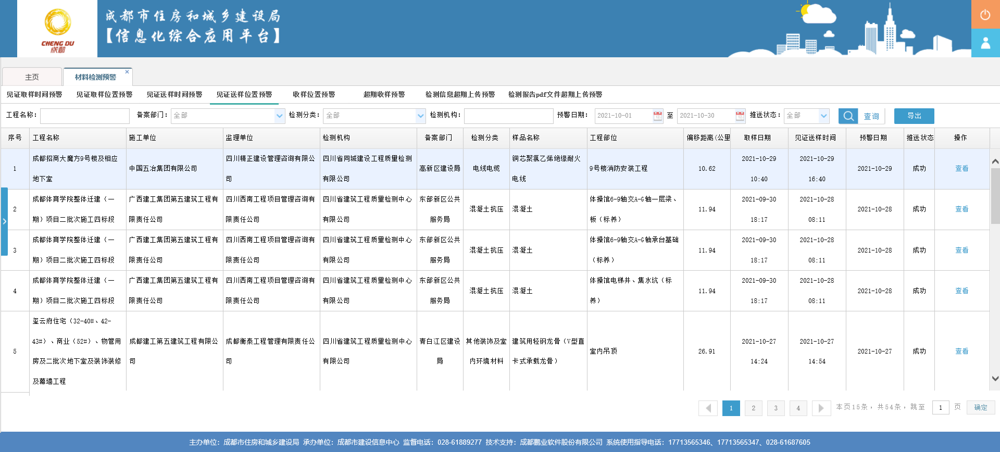 成都市住房和城乡建设局
【信息化综合应用平台】
CHENG DU
成都
主页
材料检测预警
×
见证取样时间预警 见证取样位置预警 见证送样时间预警 见证送样位置预警 收样位置预警 超期收样预警 检测信息超期上传预警 检测报告pdf文件超期上传预警
工程名称： 备案部门： 全部 检测分类： 全部 检测机构： 预警日期： 2021-10-01 至 2021-10-30 推送状态： 全部 查询 导出
序号 工程名称 施工单位 监理单位 检测机构 备案部门 检测分类 样品名称 工程部位 偏移距离(公里 取样日期 见证送样时间 预警日期 推送状态 操作
成都招商大魔方9号楼及相应 四川精正建设管理咨询有限公 四川省同城建设工程质量检测 铜芯聚氯乙烯绝缘耐火 2021-10-29 2021-10-29
1 中国五冶集团有限公司 高新区建设局 电线电缆 9号楼消防安装工程 10.62 2021-10-29 成功 查看
地下室 司 有限公司 电线 10:40 16:40
成都体育学院整体迁建（一 广西建工集团第五建筑工程有 四川西南工程项目管理咨询有 四川省建筑工程质量检测中心 东部新区公共 体操馆6-9轴交A-G轴一层梁、 2021-09-30 2021-10-28
2 混凝土抗压 混凝土 11.94 2021-10-28 成功 查看
期）项目二批次施工四标段 限责任公司 限责任公司 有限公司 服务局 板（标养） 18:17 08:11
成都体育学院整体迁建（一 广西建工集团第五建筑工程有 四川西南工程项目管理咨询有 四川省建筑工程质量检测中心 东部新区公共 体操馆6-9轴交A-G轴承台基础 2021-09-30 2021-10-28
3 混凝土抗压 混凝土 11.94 2021-10-28 成功 查看
期）项目二批次施工四标段 限责任公司 限责任公司 有限公司 服务局 （标养） 18:17 08:11
成都体育学院整体迁建（一 广西建工集团第五建筑工程有 四川西南工程项目管理咨询有 四川省建筑工程质量检测中心 东部新区公共 体操馆电梯井、集水坑（标 2021-09-30 2021-10-28
4 混凝土抗压 混凝土 11.94 2021-10-28 成功 查看
期）项目二批次施工四标段 限责任公司 限责任公司 有限公司 服务局 养） 18:17 08:11
玺云府住宅（32-40#、42-
43#）、商业（52#）、物管用 成都建工第五建筑工程有限公 成都衡泰工程管理有限责任公 四川省建筑工程质量检测中心 青白江区建设 其他装饰及室 建筑用轻钢龙骨（V型直 2021-10-27 2021-10-27
5 室内吊顶 26.91 2021-10-27 成功 查看
房及二批次地下室及装饰装修 司 司 有限公司 局 内环境材料 卡式承载龙骨） 14:24 14:54
及幕墙工程
1 2 3 4 本页15条，共54条，跳至 1 页 确定
主办单位：成都市住房和城乡建设局 承办单位：成都市建设信息中心 监督电话：028-61889277 技术支持：成都鹏业软件股份有限公司 系统使用指导电话：17713565346、17713565347、028-61687605